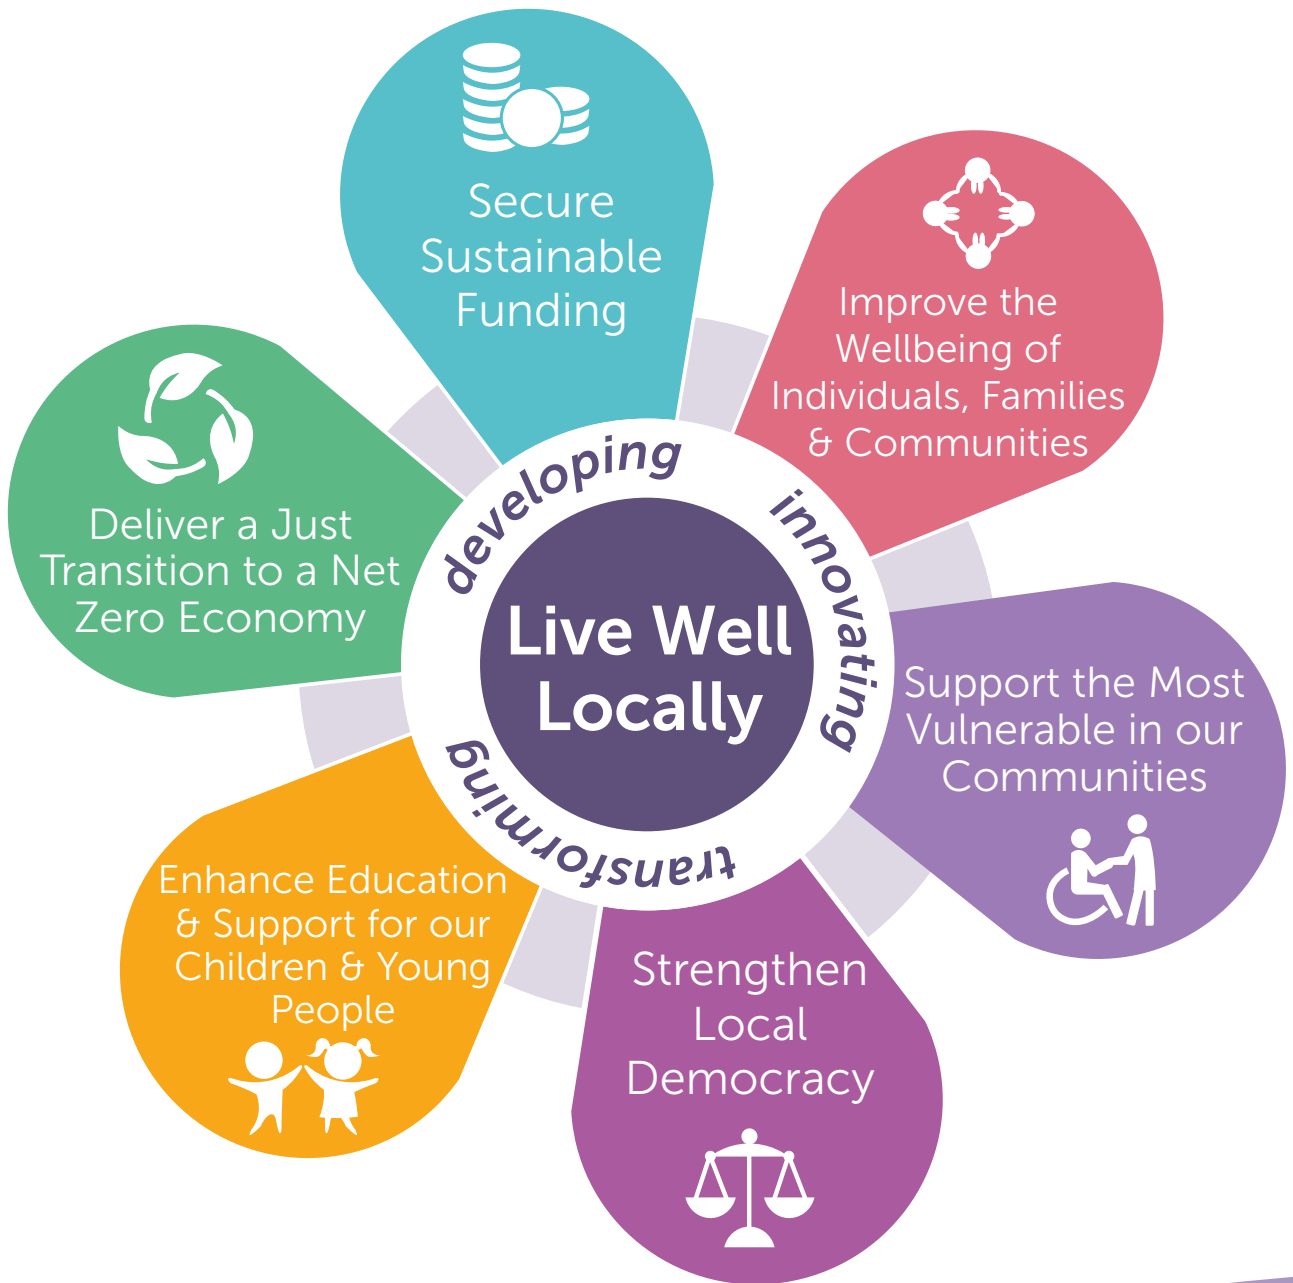 Secure
Sustainable
Funding
Improve the
Wellbeing of
Individuals, Families
& Communities
Support the Most
Vulnerable in our
Communities
Strengthen
Local
Democracy
Enhance Education
& Support for our
Children & Young
People
Deliver a Just
Transition to a Net
Zero Economy
developing
innovating
transforming
Live Well
Locally